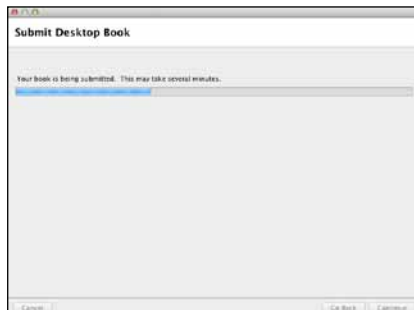 Submit Desktop Book
Your book is being submitted. This may take several minutes.
Cancel
Go Back
Continue